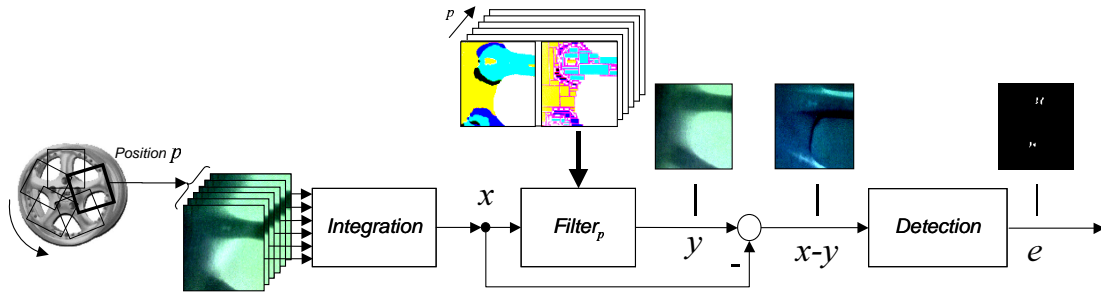 p
Position p
Integration
x
Filterp
y
-
x-y
Detection
e